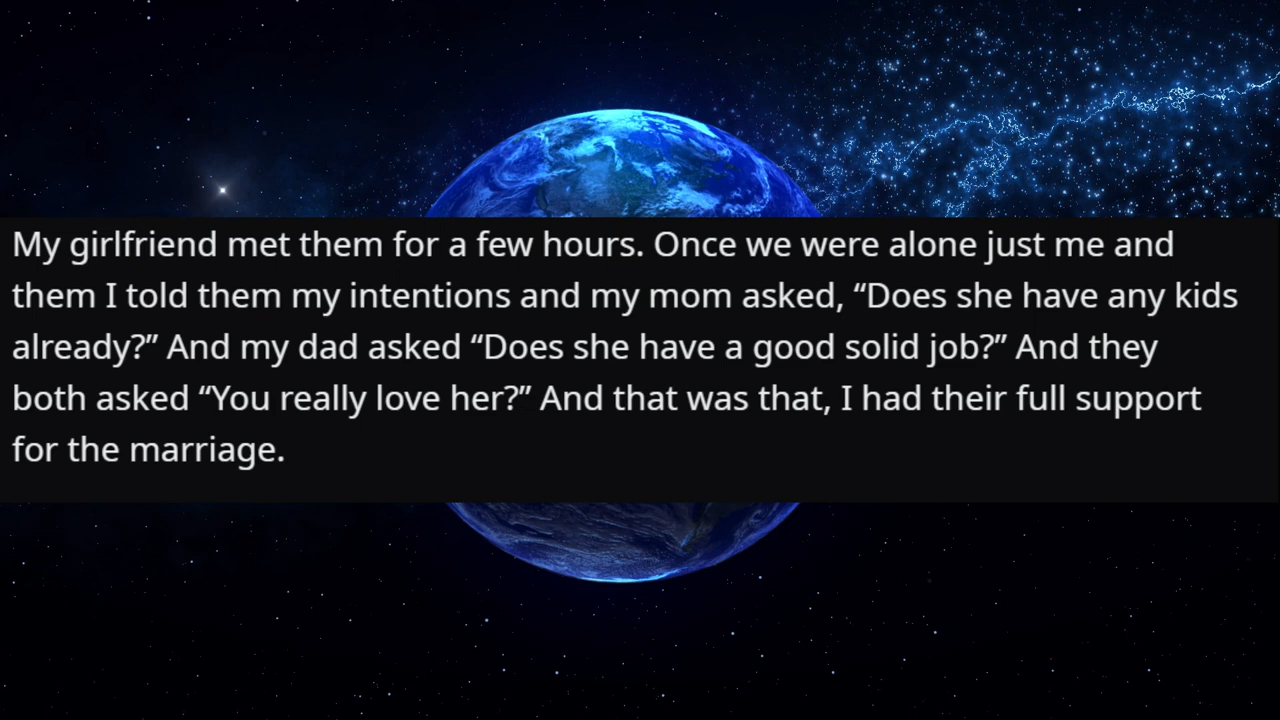 My girlfriend met them for a few hours. Once we were alone just me and
them I told them my intentions and my mom asked, “Does she have any kids
already?” And my dad asked “Does she have a good solid job?” And they
both asked “You really love her?” And that was that, I had their full support
for the marriage.